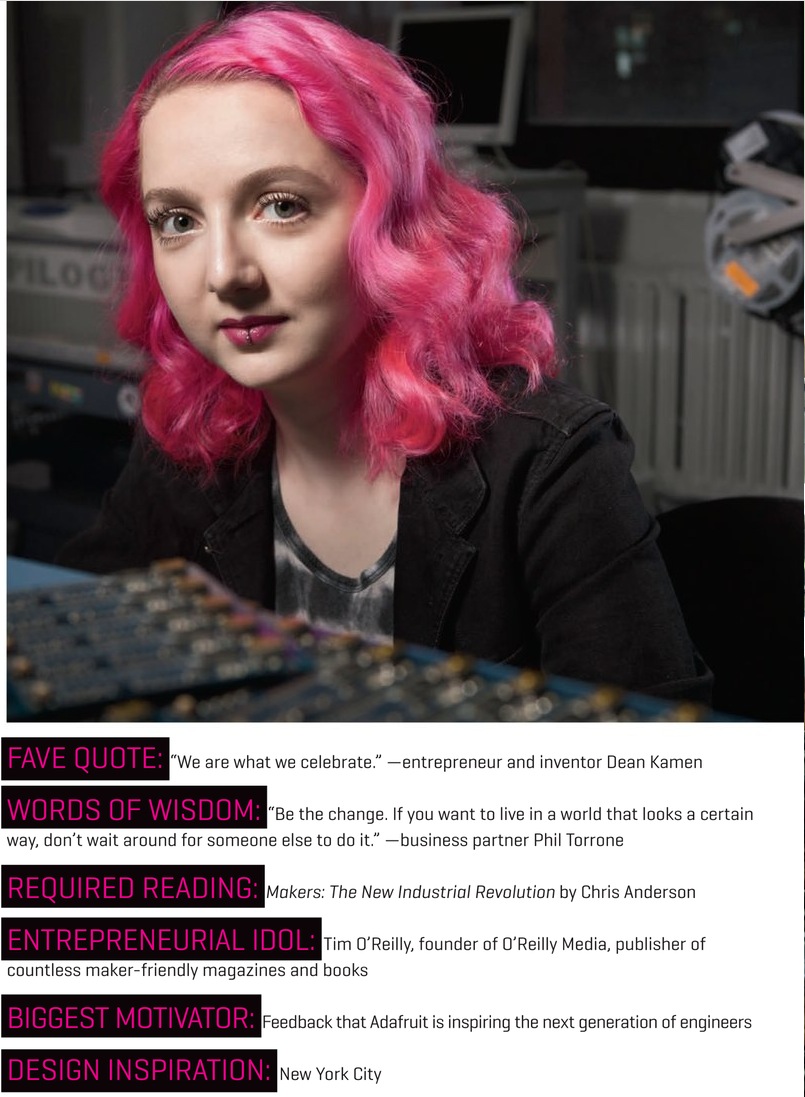 PILOG
FAVE QUOTE: “We are what we celebrate.” —entrepreneur and inventor Dean Kamen
WORDS OF WISDOM: “Be the change. If you want to live in a world that looks a certain
way, don’t wait around for someone else to do it.” —business partner Phil Torrone
REQUIRED READING: Makers: The New Industrial Revolution by Chris Anderson
ENTREPRENEURIAL IDOL: Tim O’Reilly, founder of O’Reilly Media, publisher of
countless maker-friendly magazines and books
BIGGEST MOTIVATOR: Feedback that Adafruit is inspiring the next generation of engineers
DESIGN INSPIRATION: New York City